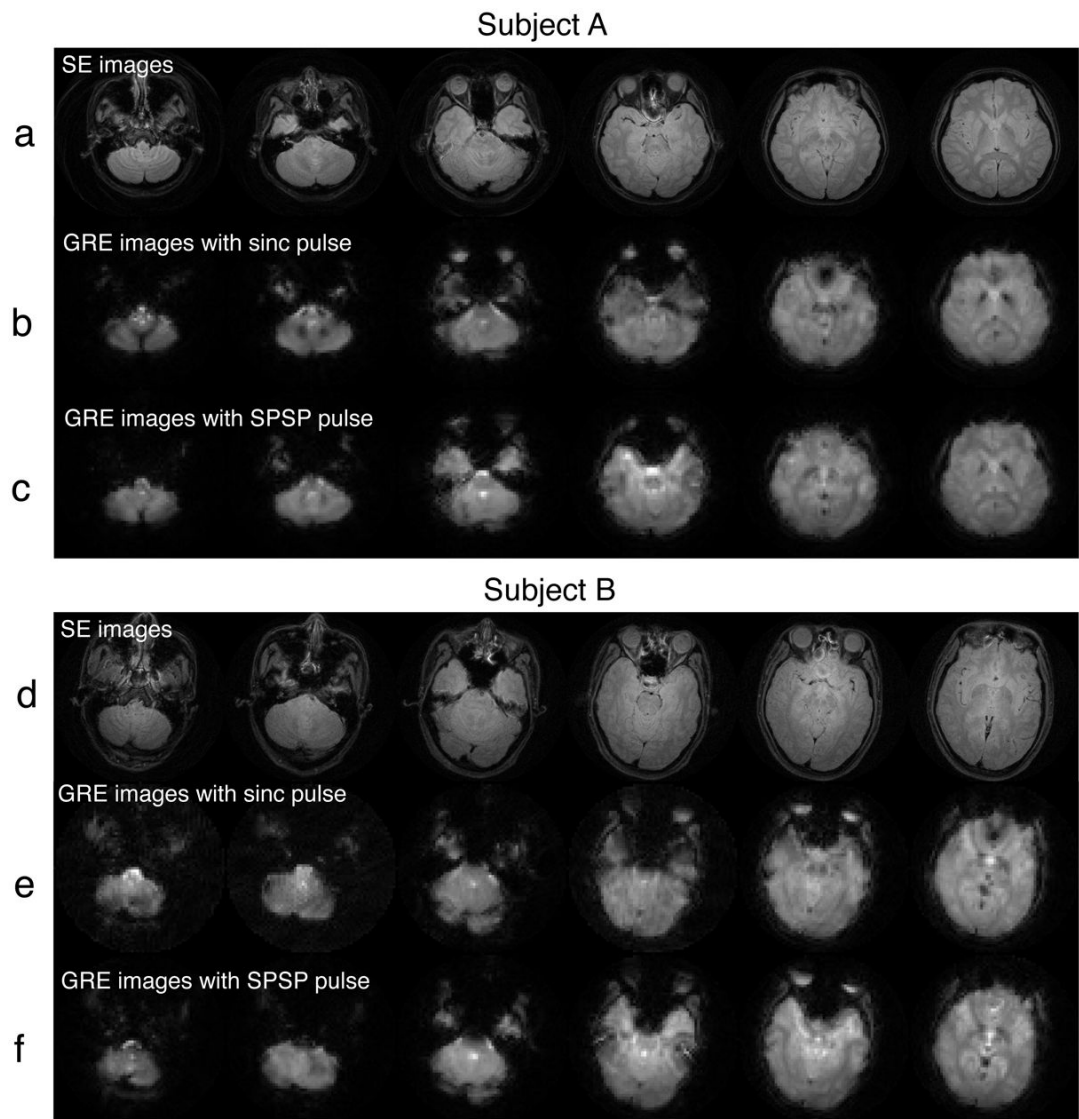 Subject A
SE images
a
GRE images with sinc pulse
b
GRE images with SPSP pulse
c
Subject B
SE images
d
GRE images with sinc pulse
e
GRE images with SPSP pulse
f